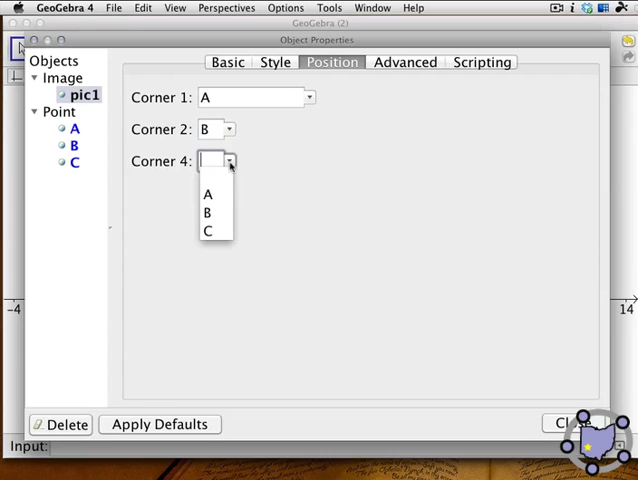 GeoGebra 4 File Edit View Perspectives Options Tools Window Help
GeoGebra (2)
Object Properties
Objects
Basic Style Position Advanced Scripting
Image
pic1
Corner 1: A
Point
A
Corner 2: B
B
C
Corner 4:
A
B
C
-4
14
Delete
Apply Defaults
Input: